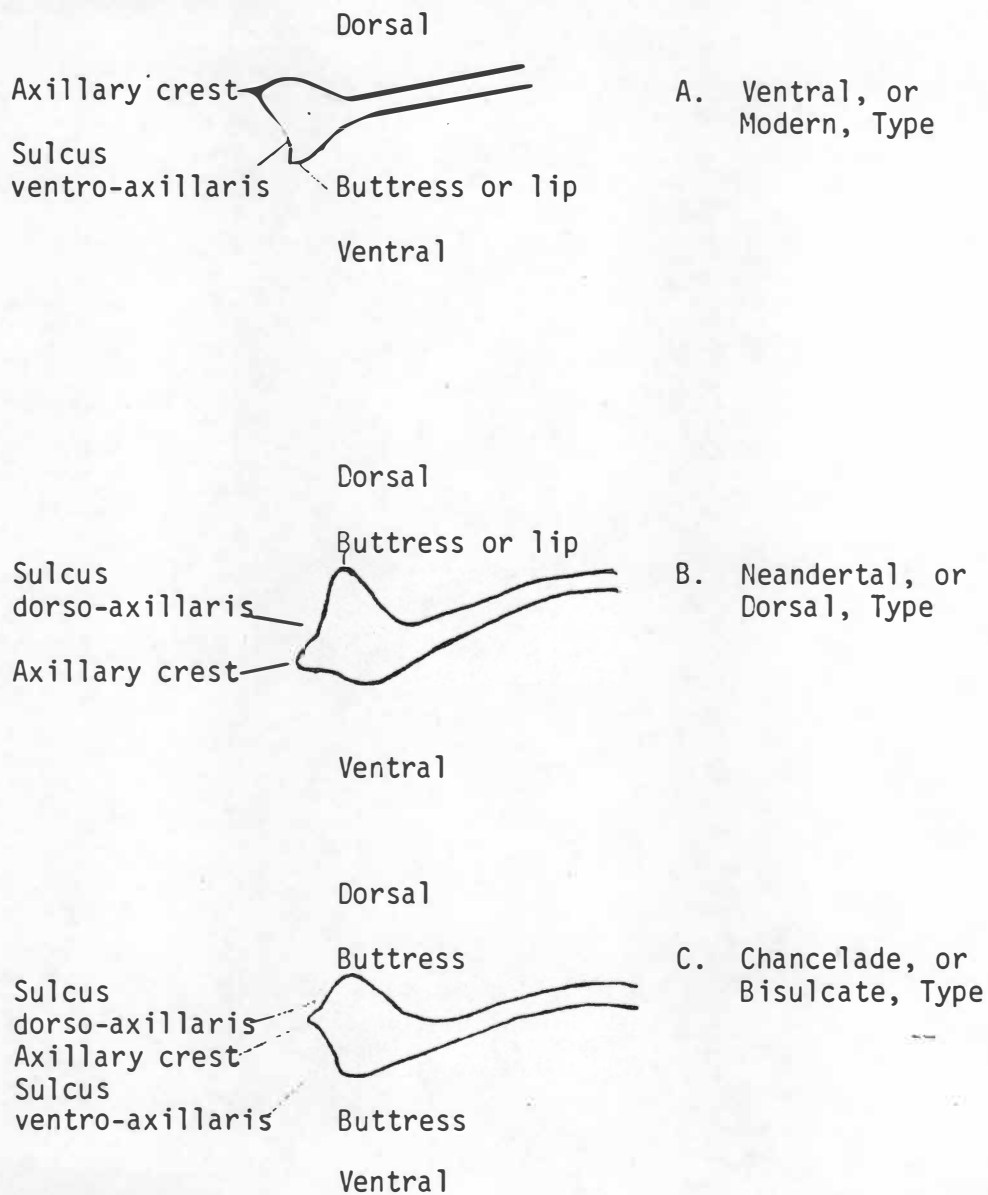 Dorsal
Axillary crest
A. Ventral, or
Modern, Type
Sulcus
ventro-axillaris
Buttress or lip
Ventral
Dorsal
Buttress or lip
Sulcus
dorso-axillaris
B. Neandertal, or
Dorsal, Type
Axillary crest
Ventral
Dorsal
Buttress
C. Chancelade, or
Bisulcate, Type
Sulcus
dorso-axillaris
Axillary crest
Sulcus
ventro-axillaris
Buttress
Ventral